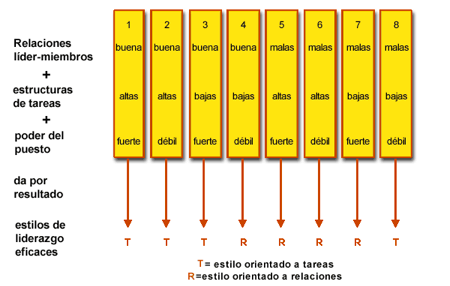 1 2 3 4 5 6 7 8
Relaciones
líder-miembros
buena buena buena buena malas malas malas malas
+
estructuras
de tareas
altas altas bajas bajas altas altas bajas bajas
+
poder del
puesto
fuerte débil fuerte débil fuerte débil fuerte débil
da por
resultado
estilos de
liderazgo
eficaces
T T T R R R R T
T= estilo orientado a tareas
R=estilo orientado a relaciones